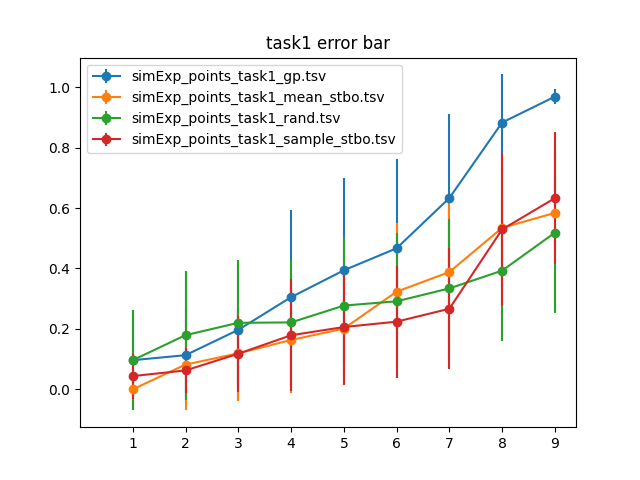 task1 error bar
simExp_points_task1_gp.tsv
simExp_points_task1_mean_stbo.tsv
simExp_points_task1_rand.tsv
simExp_points_task1_sample_stbo.tsv
1.0
0.8
0.6
0.4
0.2
0.0
1 2 3 4 5 6 7 8 9